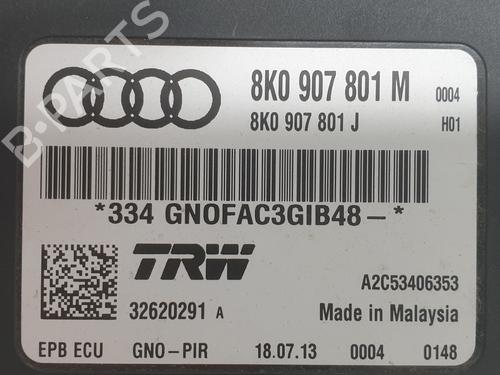 8K0 907 801 M 0004
8K0 907 801 J H01
*334 GNOFAC3GIB48-*
TRW
32620291 A
A2C53406353
Made in Malaysia
EPB ECU GNO-PIR 18.07.13 0004 0148
B-PARTS